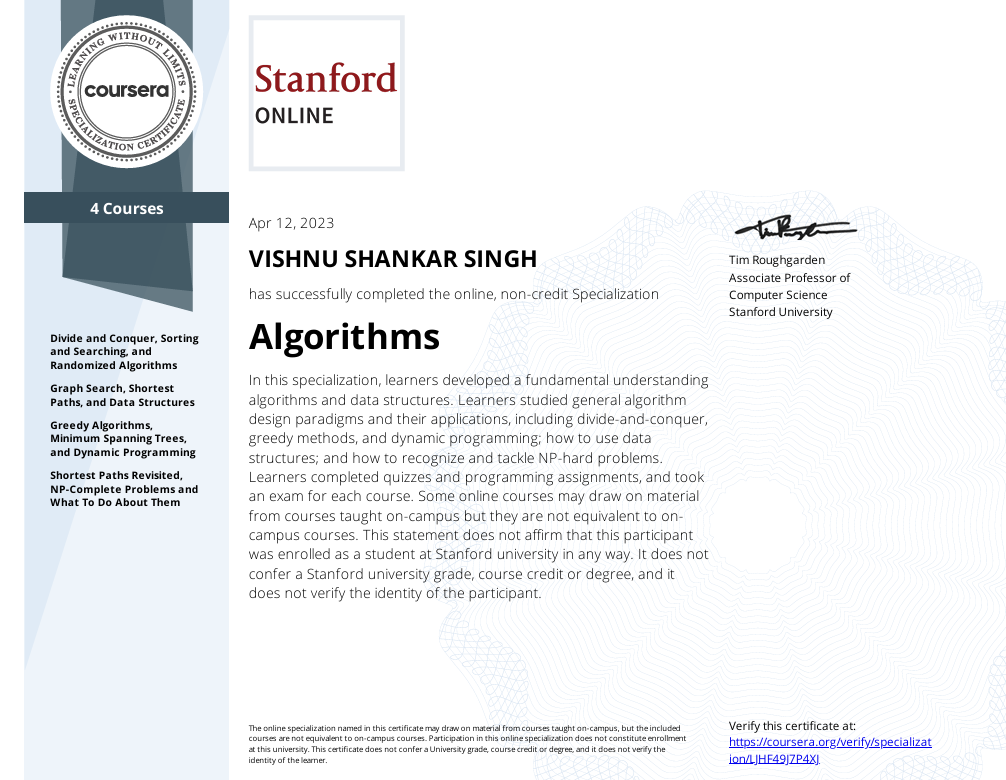 LEARNING WITHOUT LIMITS
coursera
SPECIALIZATION CERTIFICATE
4 Courses
Divide and Conquer, Sorting
and Searching, and
Randomized Algorithms
Graph Search, Shortest
Paths, and Data Structures
Greedy Algorithms,
Minimum Spanning Trees,
and Dynamic Programming
Shortest Paths Revisited,
NP-Complete Problems and
What To Do About Them
Stanford
ONLINE
Apr 12, 2023
VISHNU SHANKAR SINGH
has successfully completed the online, non-credit Specialization
Algorithms
In this specialization, learners developed a fundamental understanding
algorithms and data structures. Learners studied general algorithm
design paradigms and their applications, including divide-and-conquer,
greedy methods, and dynamic programming; how to use data
structures; and how to recognize and tackle NP-hard problems.
Learners completed quizzes and programming assignments, and took
an exam for each course. Some online courses may draw on material
from courses taught on-campus but they are not equivalent to on-
campus courses. This statement does not affirm that this participant
was enrolled as a student at Stanford university in any way. It does not
confer a Stanford university grade, course credit or degree, and it
does not verify the identity of the participant.
Tim Roughgarden
Associate Professor of
Computer Science
Stanford University
The online specialization named in this certificate may draw on material from courses taught on-campus, but the included
courses are not equivalent to on-campus courses. Participation in this online specialization does not constitute enrollment
at this university. This certificate does not confer a University grade, course credit or degree, and it does not verify the
identity of the learner.
Verify this certificate at:
https://coursera.org/verify/specializat
ion/LJHF49J7P4XJ